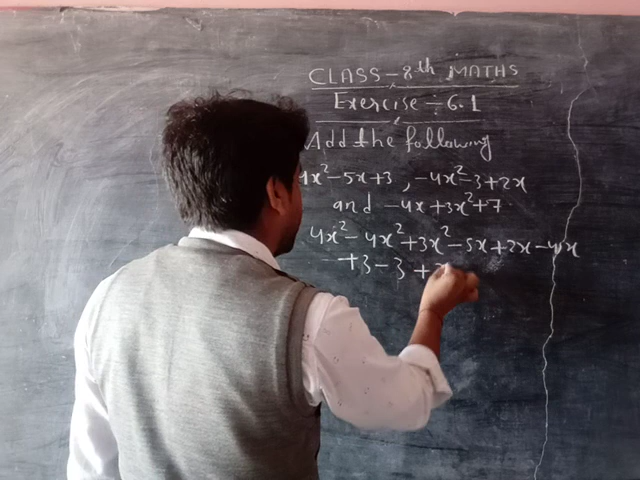 CLASS - 8th MATHS
Exercise ÷ 6.1
Add the following
4x²-5x+3, -4x²-3+2x
and -4x+3x²+7
4x²-4x²+3x²-5x+2x-4x
+3-3+